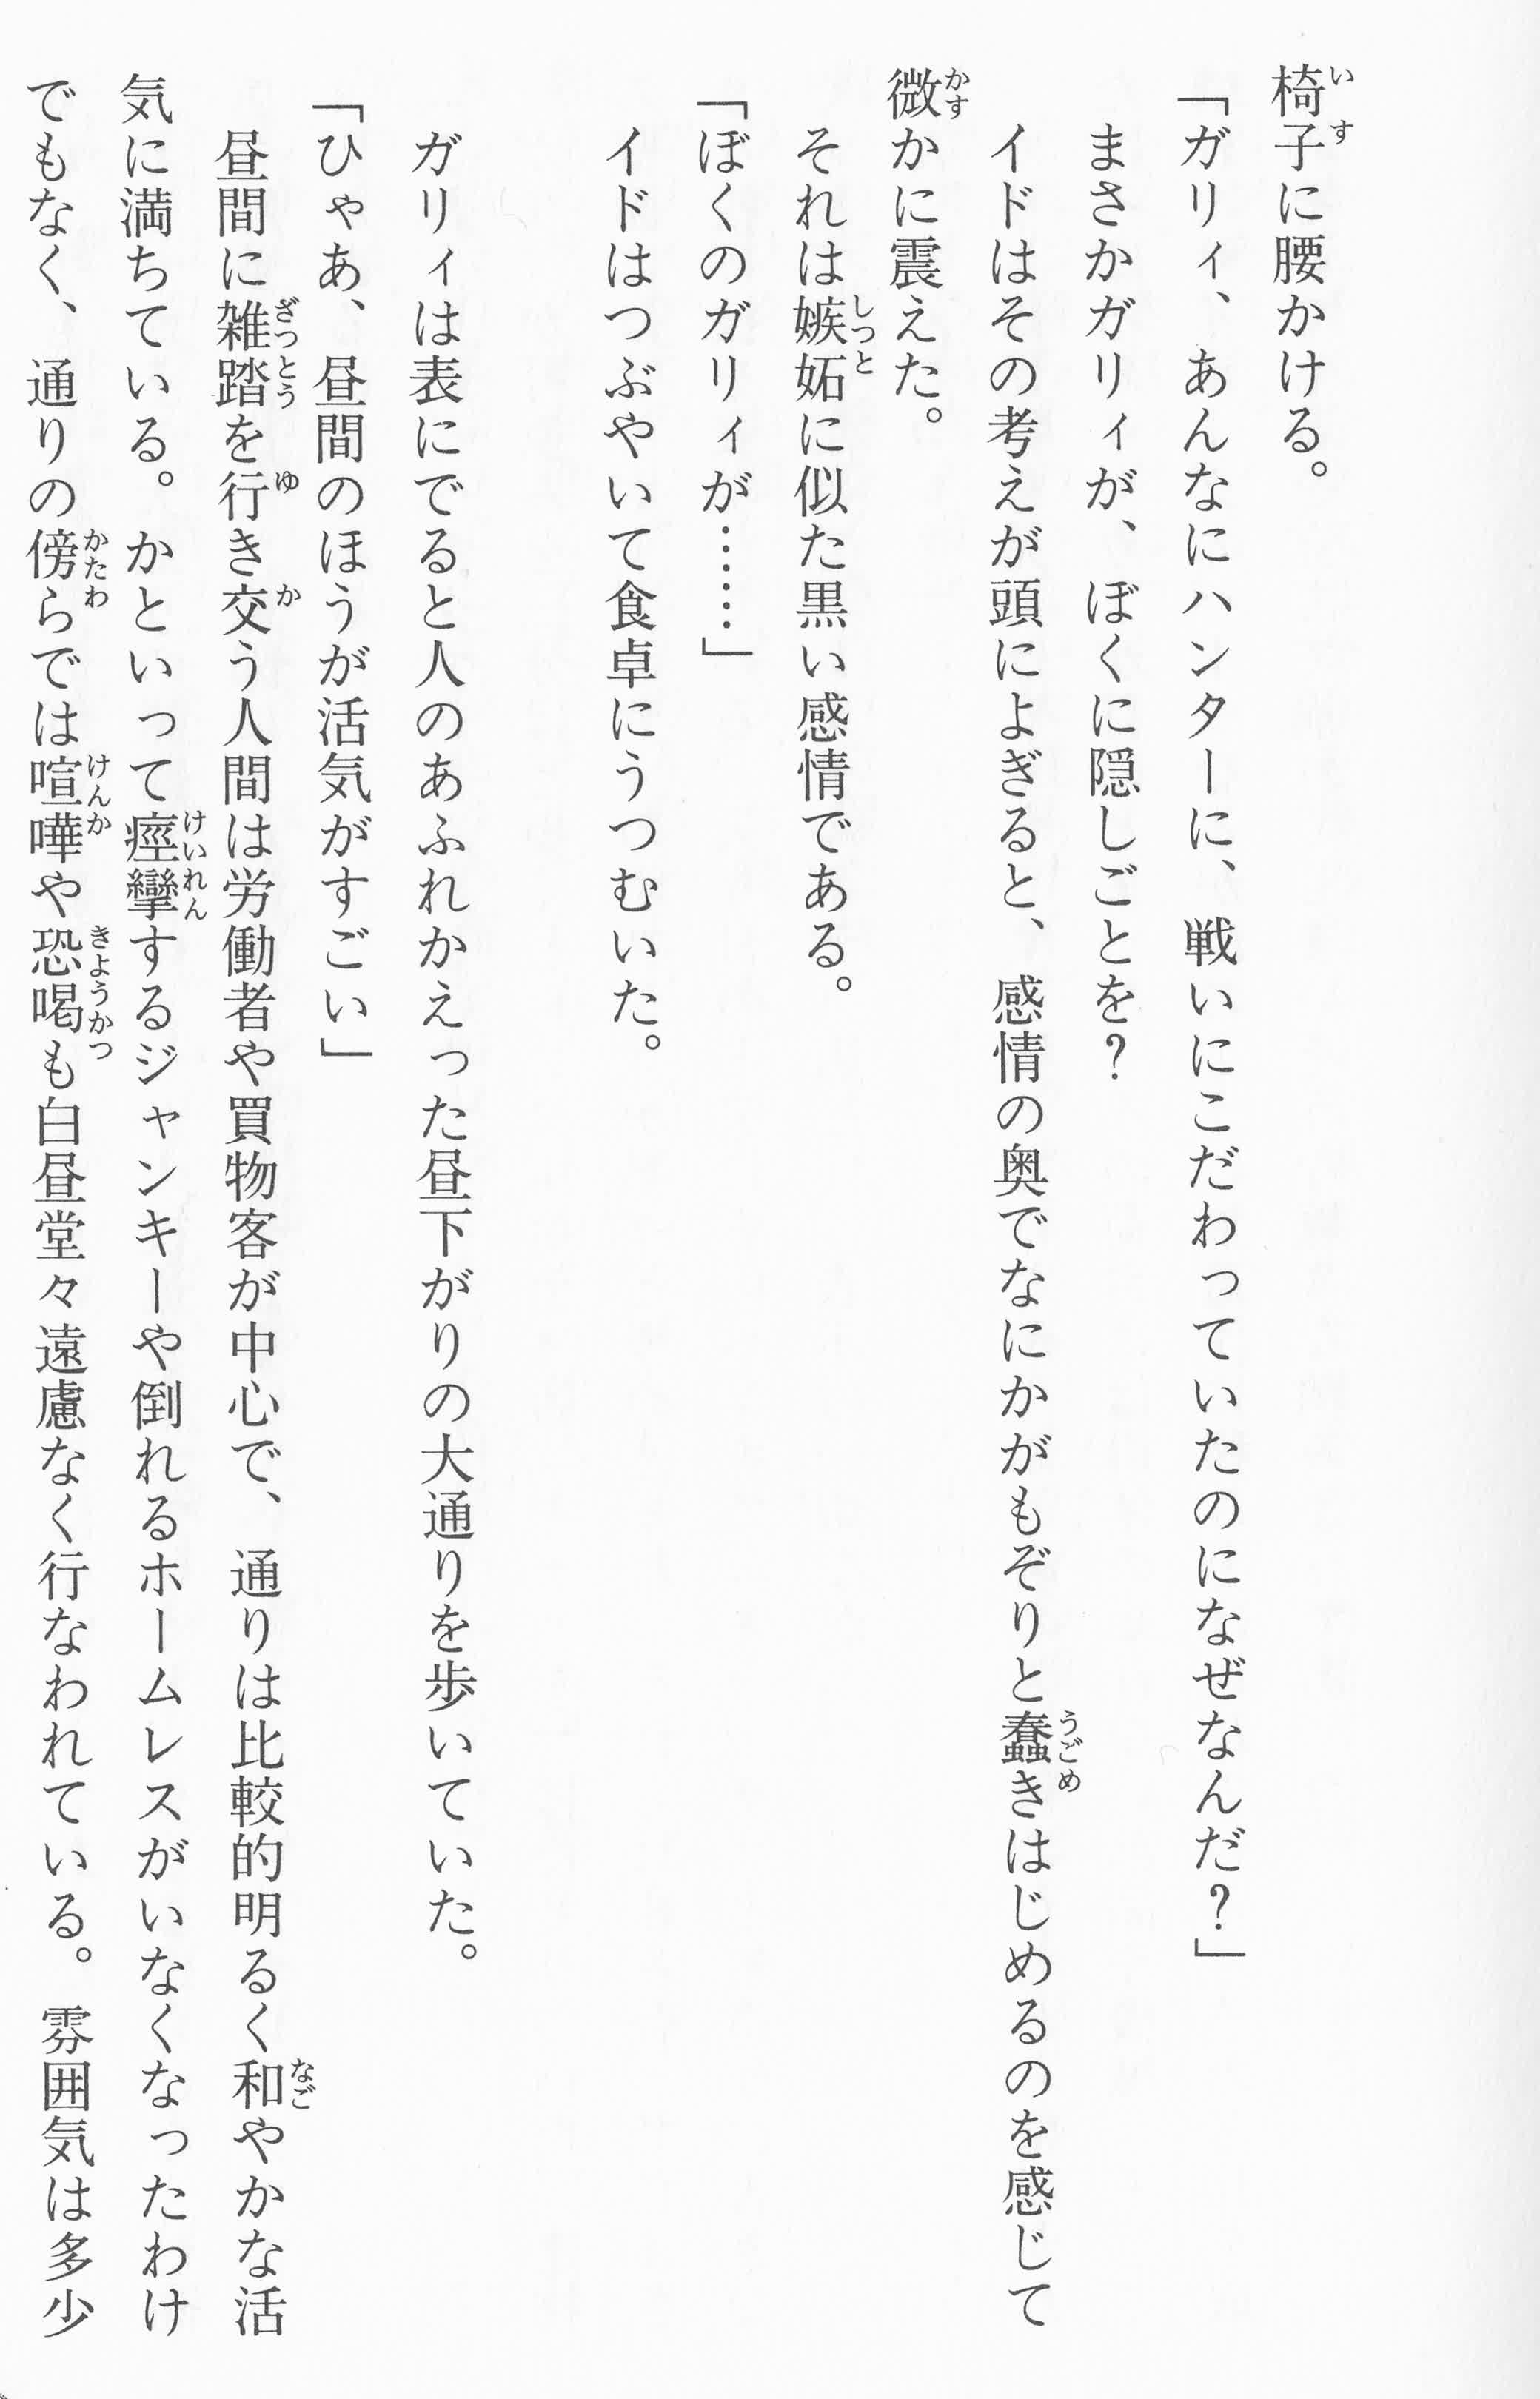 椅子に腰かける。
「ガリィ、あんなにハンターに、戦いにこだわっていたのになぜなんだ？」
まさかガリィが、ぼくに隠しごとを？
イドはその考えが頭によぎると、感情の奥でなにかがもぞりと蠢きはじめるのを感じて
微かに震えた。
それは嫉妬に似た黒い感情である。
「ぼくのガリィが……」
イドはつぶやいて食卓にうつむいた。
ガリィは表にでると人のあふれかえった昼下がりの大通りを歩いていた。
「ひゃあ、昼間のほうが活気がすごい」
昼間に雑踏を行き交う人間は労働者や買物客が中心で、通りは比較的明るく和やかな活
気に満ちている。かといって痙攣するジャンキーや倒れるホームレスがいなくなったわけ
でもなく、通りの傍らでは喧嘩や恐喝も白昼堂々遠慮なく行なわれている。雰囲気は多少